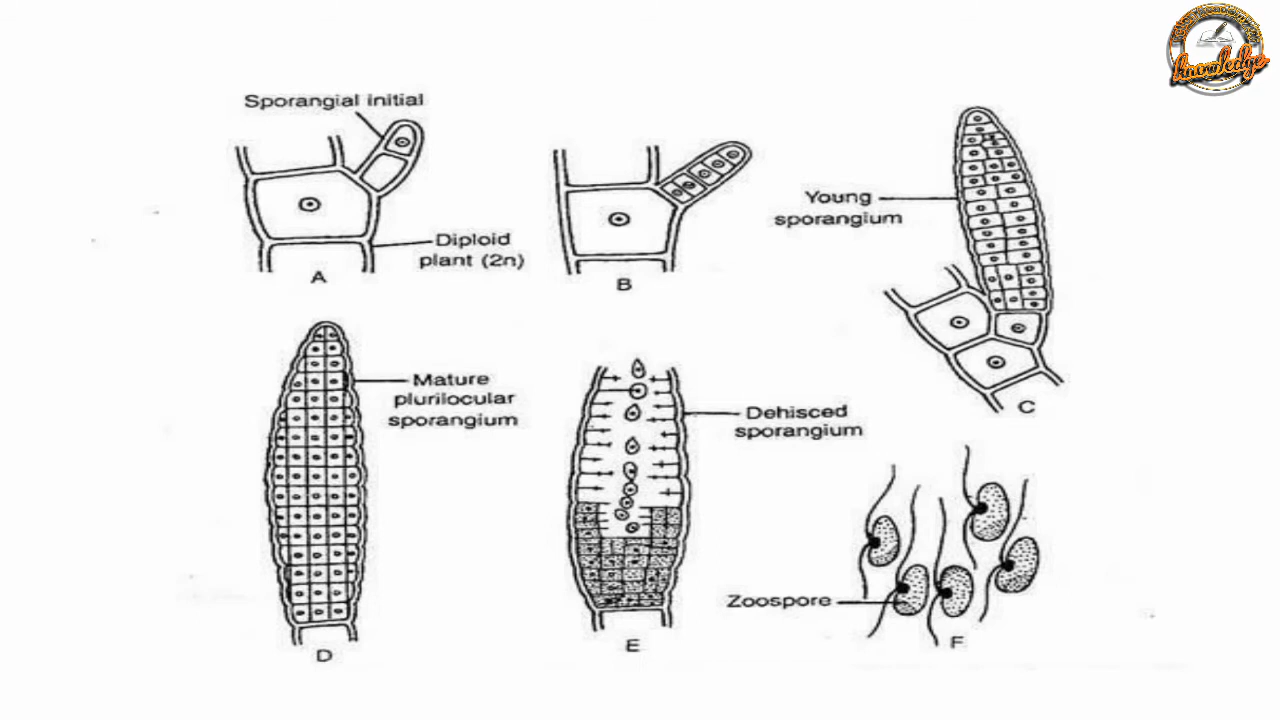 knowledge
Sporangial initial
Diploid
plant (2n)
A
B
Young
sporangium
C
Mature
plurilocular
sporangium
D
Dehisced
sporangium
E
Zoospore
F